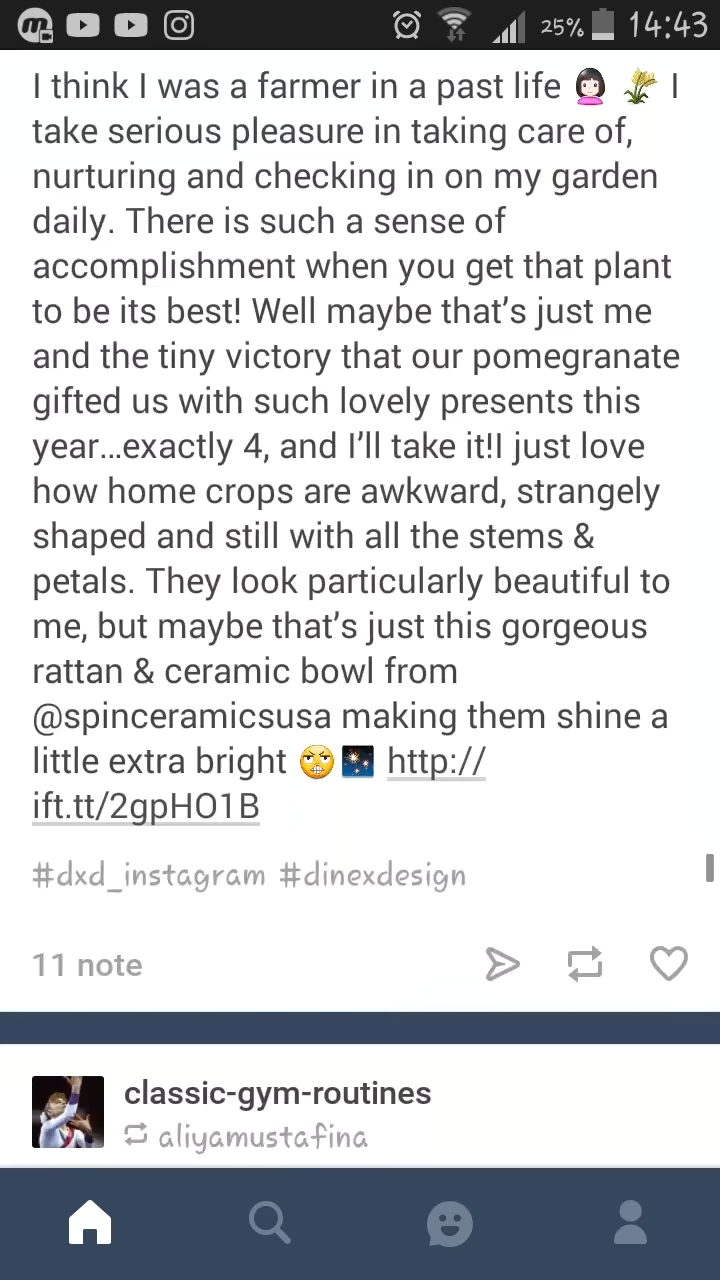 25% 14:43
I think I was a farmer in a past life 👩🏻 🌾 I
take serious pleasure in taking care of,
nurturing and checking in on my garden
daily. There is such a sense of
accomplishment when you get that plant
to be its best! Well maybe that’s just me
and the tiny victory that our pomegranate
gifted us with such lovely presents this
year…exactly 4, and I’ll take it!I just love
how home crops are awkward, strangely
shaped and still with all the stems &
petals. They look particularly beautiful to
me, but maybe that’s just this gorgeous
rattan & ceramic bowl from
@spinceramicsusa making them shine a
little extra bright 😬 🎇 http://
ift.tt/2gpHO1B
#dxd_instagram #dinexdesign
11 note
classic-gym-routines
aliyamustafina